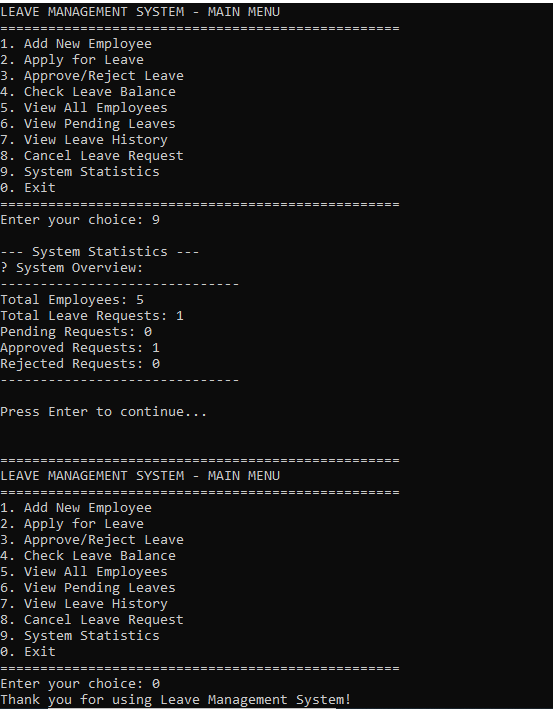 LEAVE MANAGEMENT SYSTEM - MAIN MENU
==================================================
1. Add New Employee
2. Apply for Leave
3. Approve/Reject Leave
4. Check Leave Balance
5. View All Employees
6. View Pending Leaves
7. View Leave History
8. Cancel Leave Request
9. System Statistics
0. Exit
==================================================
Enter your choice: 9
--- System Statistics ---
? System Overview:
------------------------------
Total Employees: 5
Total Leave Requests: 1
Pending Requests: 0
Approved Requests: 1
Rejected Requests: 0
------------------------------
Press Enter to continue...
==================================================
LEAVE MANAGEMENT SYSTEM - MAIN MENU
==================================================
1. Add New Employee
2. Apply for Leave
3. Approve/Reject Leave
4. Check Leave Balance
5. View All Employees
6. View Pending Leaves
7. View Leave History
8. Cancel Leave Request
9. System Statistics
0. Exit
==================================================
Enter your choice: 0
Thank you for using Leave Management System!